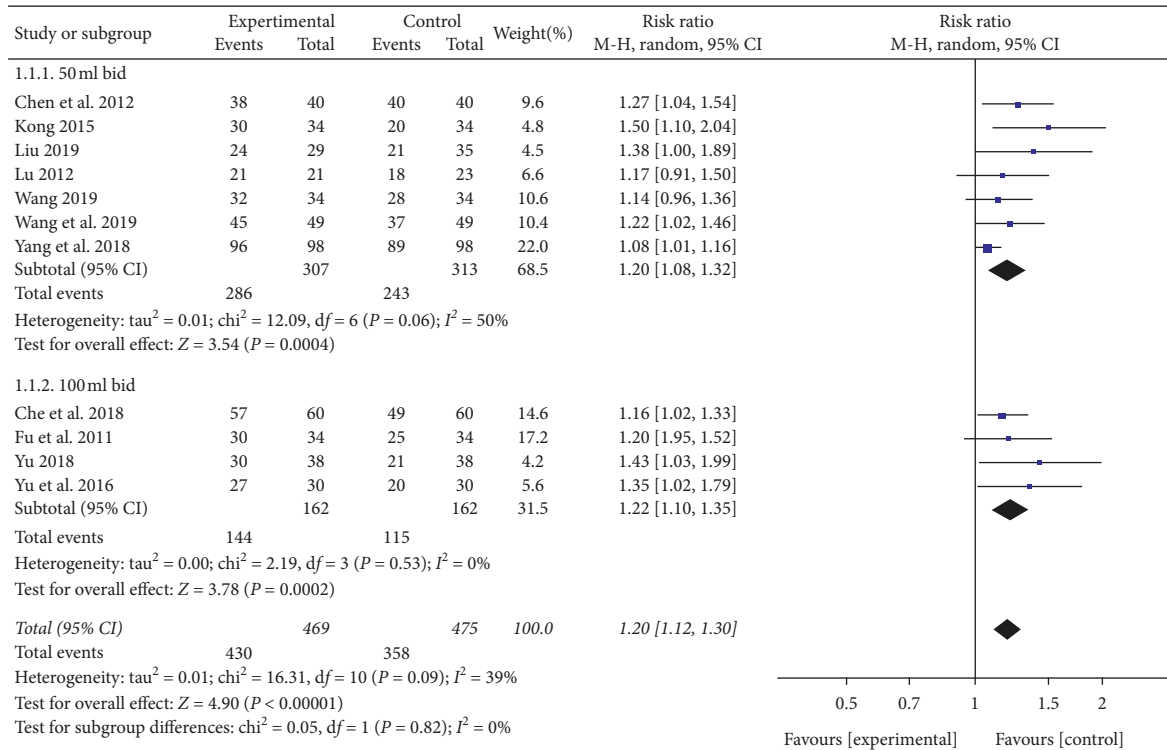 Study or subgroup Expertimental Control Weight(%) Risk ratio Risk ratio
Events Total Events Total M-H, random, 95% CI M-H, random, 95% CI
1.1.1. 50 ml bid
Chen et al. 2012 38 40 40 40 9.6 1.27 [1.04, 1.54]
Kong 2015 30 34 20 34 4.8 1.50 [1.10, 2.04]
Liu 2019 24 29 21 35 4.5 1.38 [1.00, 1.89]
Lu 2012 21 21 18 23 6.6 1.17 [0.91, 1.50]
Wang 2019 32 34 28 34 10.6 1.14 [0.96, 1.36]
Wang et al. 2019 45 49 37 49 10.4 1.22 [1.02, 1.46]
Yang et al. 2018 96 98 89 98 22.0 1.08 [1.01, 1.16]
Subtotal (95% CI) 307 313 68.5 1.20 [1.08, 1.32]
Total events 286 243
Heterogeneity: tau² = 0.01; chi² = 12.09, df = 6 (P = 0.06); I² = 50%
Test for overall effect: Z = 3.54 (P = 0.0004)
1.1.2. 100 ml bid
Che et al. 2018 57 60 49 60 14.6 1.16 [1.02, 1.33]
Fu et al. 2011 30 34 25 34 17.2 1.20 [1.95, 1.52]
Yu 2018 30 38 21 38 4.2 1.43 [1.03, 1.99]
Yu et al. 2016 27 30 20 30 5.6 1.35 [1.02, 1.79]
Subtotal (95% CI) 162 162 31.5 1.22 [1.10, 1.35]
Total events 144 115
Heterogeneity: tau² = 0.00; chi² = 2.19, df = 3 (P = 0.53); I² = 0%
Test for overall effect: Z = 3.78 (P = 0.0002)
Total (95% CI) 469 475 100.0 1.20 [1.12, 1.30]
Total events 430 358
Heterogeneity: tau² = 0.01; chi² = 16.31, df = 10 (P = 0.09); I² = 39%
Test for overall effect: Z = 4.90 (P < 0.00001)
Test for subgroup differences: chi² = 0.05, df = 1 (P = 0.82); I² = 0%
0.5 0.7 1 1.5 2
Favours [experimental] Favours [control]